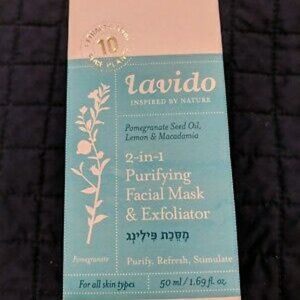 10
lavido
INSPIRED BY NATURE
Pomegranate Seed Oil,
Lemon & Macadamia
2-in-1
Purifying
Facial Mask
& Exfoliator
מַסֵּכַת פִּילִינְג
Pomegranate
Purify, Refresh, Stimulate
For all skin types
50 ml / 1.69 fl. oz.